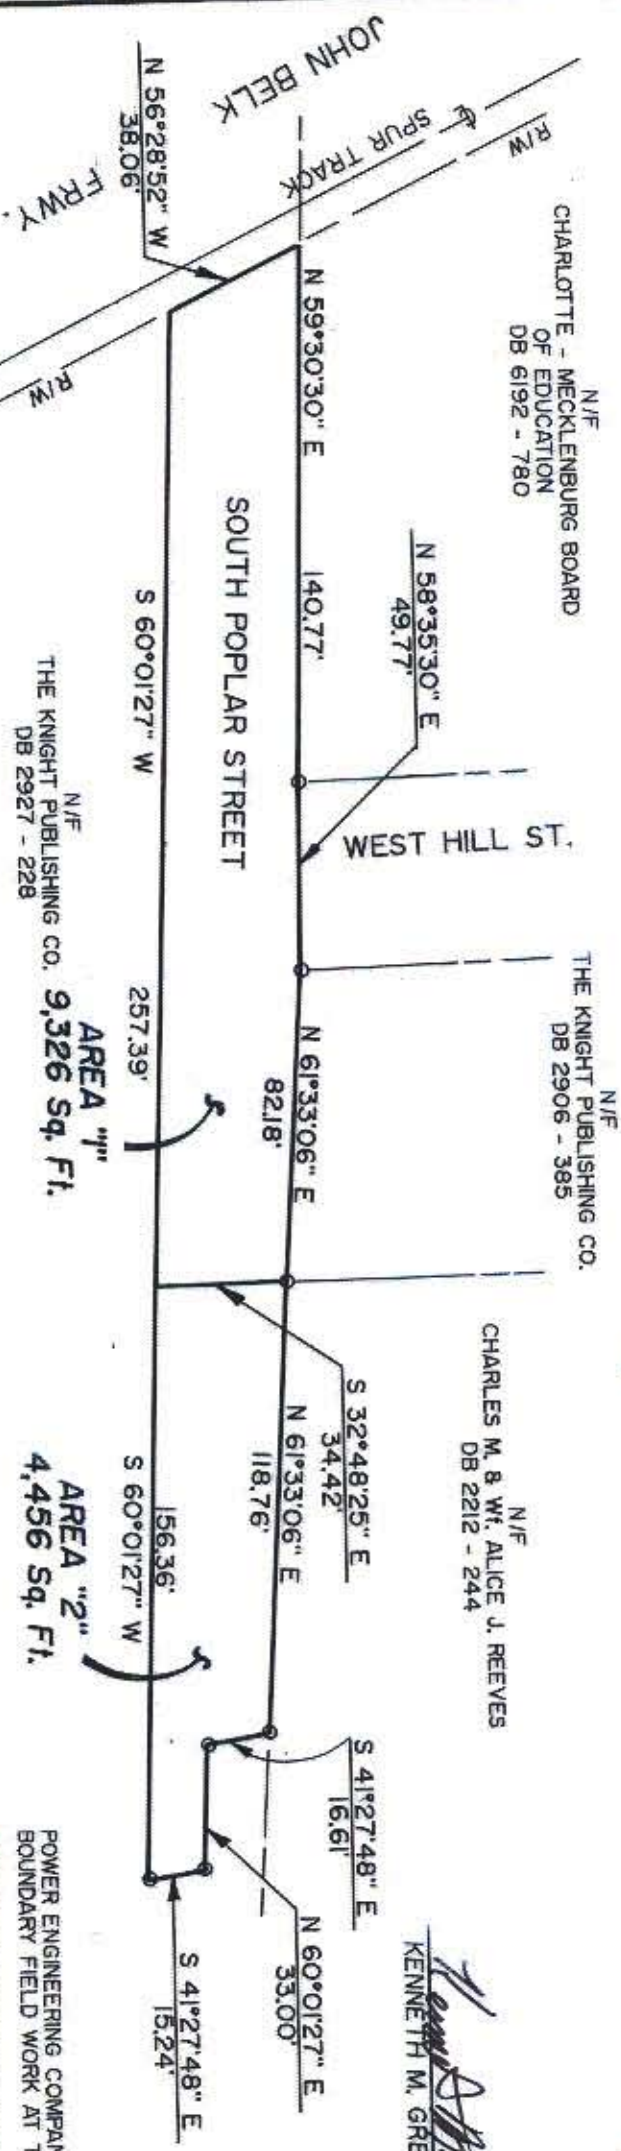 JOHN BELK
FRWY.
SPUR TRACK
R/W
R/W
N 56°28'52" W
38.06'
N/F
CHARLOTTE - MECKLENBURG BOARD
OF EDUCATION
DB 6192 - 780
N 59°30'30" E
140.77'
N 58°35'30" E
49.77'
WEST HILL ST.
SOUTH POPLAR STREET
S 60°01'27" W
257.39'
N/F
THE KNIGHT PUBLISHING CO.
DB 2927 - 228
AREA "1"
9,326 Sq. Ft.
N/F
THE KNIGHT PUBLISHING CO.
DB 2906 - 385
N 61°33'06" E
82.18'
S 32°48'25" E
34.42'
N/F
CHARLES M. & Wf. ALICE J. REEVES
DB 2212 - 244
N 61°33'06" E
118.76'
156.36'
S 60°01'27" W
AREA "2"
4,456 Sq. Ft.
S 41°27'48" E
16.61'
N 60°01'27" E
33.00'
S 41°27'48" E
15.24'
KENNETH M. GRE
POWER ENGINEERING COMPAN
BOUNDARY FIELD WORK AT T